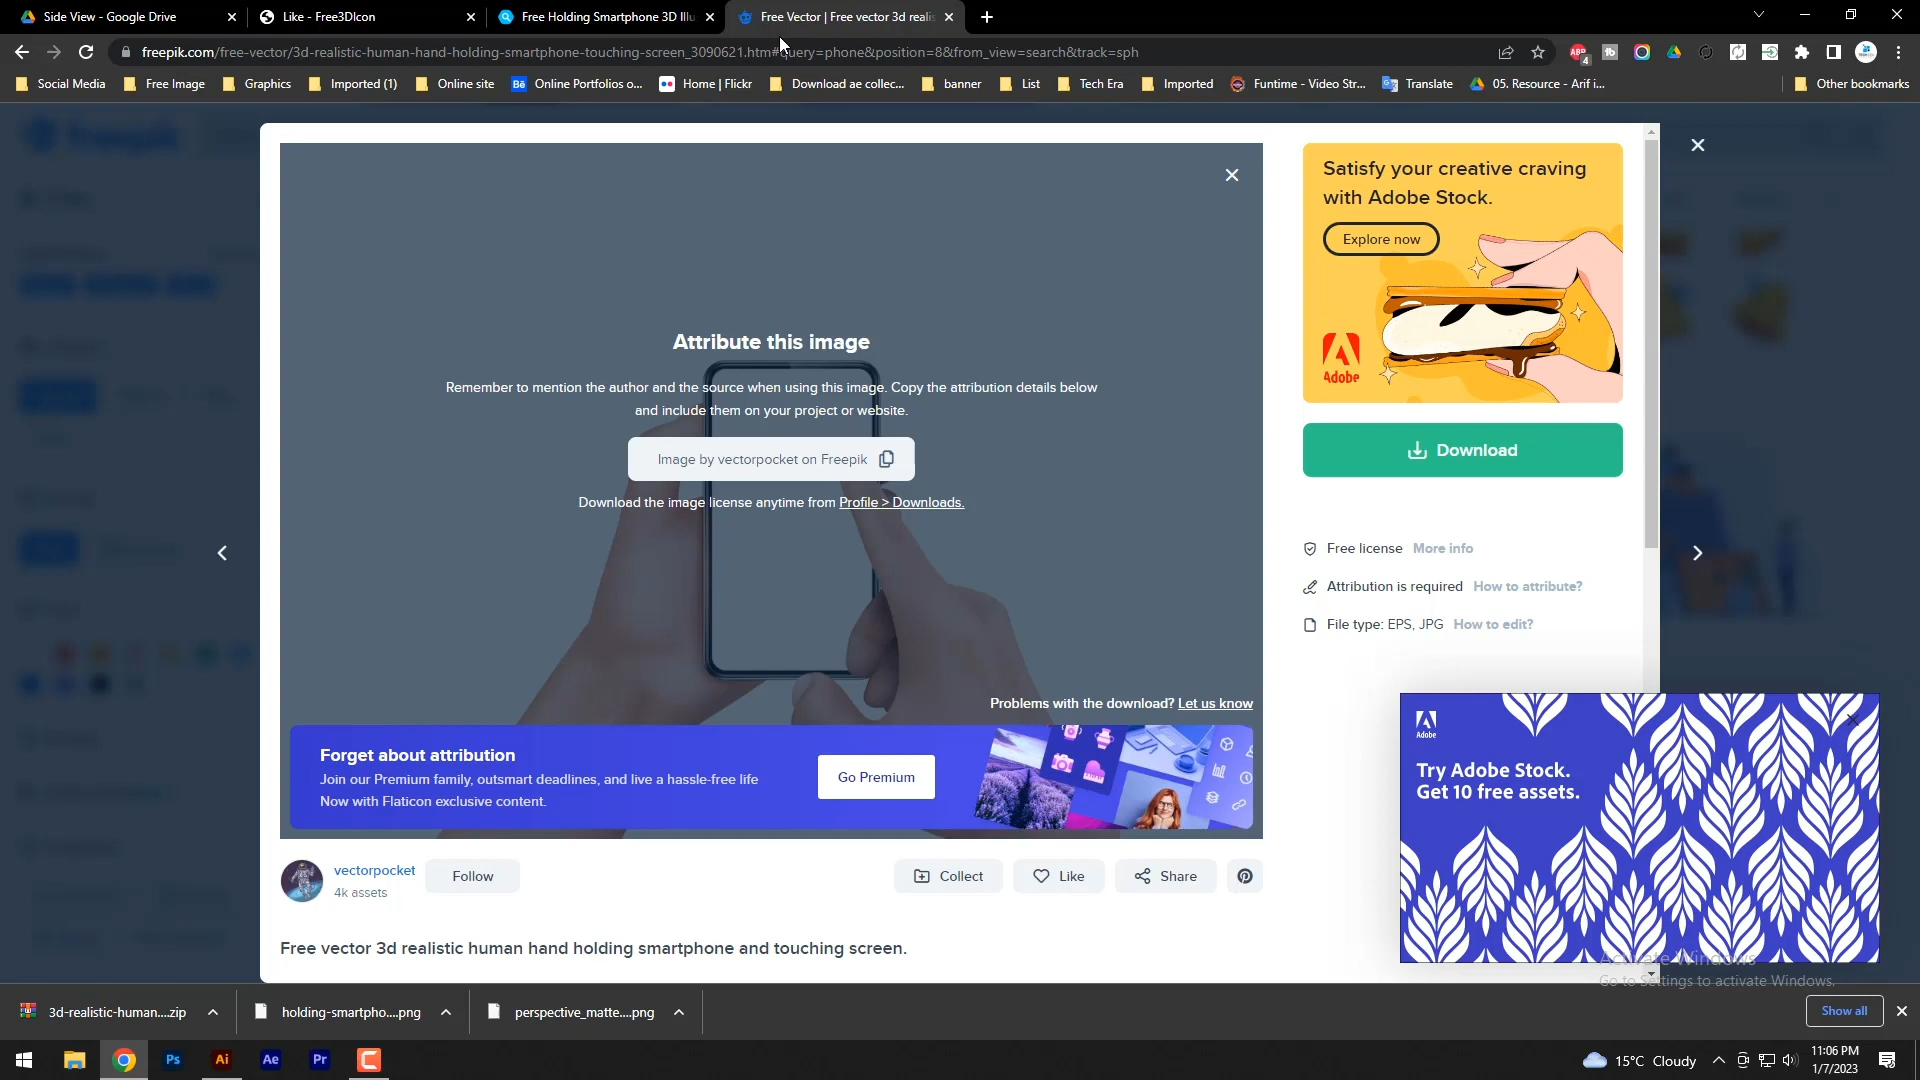 Side View - Google Drive
Like - Free3DIcon
Free Holding Smartphone 3D Illu
Free Vector | Free vector 3d realis
freepik.com/free-vector/3d-realistic-human-hand-holding-smartphone-touching-screen_3090621.htm#query=phone&position=8&from_view=search&track=sph
4
Social Media
Free Image
Graphics
Imported (1)
Online site
Bē
Online Portfolios o...
Home | Flickr
Download ae collec...
banner
List
Tech Era
Imported
Funtime - Video Str...
Translate
05. Resource - Arif i...
Other bookmarks
freepik
Satisfy your creative craving
with Adobe Stock.
Explore now
Adobe
Attribute this image
Remember to mention the author and the source when using this image. Copy the attribution details below
and include them on your project or website.
Image by vectorpocket on Freepik
Download the image license anytime from Profile > Downloads.
Download
Free license More info
Attribution is required How to attribute?
File type: EPS, JPG How to edit?
Problems with the download? Let us know
Forget about attribution
Join our Premium family, outsmart deadlines, and live a hassle-free life
Now with Flaticon exclusive content.
Go Premium
Adobe
Try Adobe Stock.
Get 10 free assets.
vectorpocket
4k assets
Follow
Collect
Like
Share
Free vector 3d realistic human hand holding smartphone and touching screen.
Activate Windows
Go to Settings to activate Windows.
3d-realistic-human....zip
holding-smartpho....png
perspective_matte....png
Show all
Ps
Ai
Ae
Pr
15°C Cloudy
11:06 PM
1/7/2023